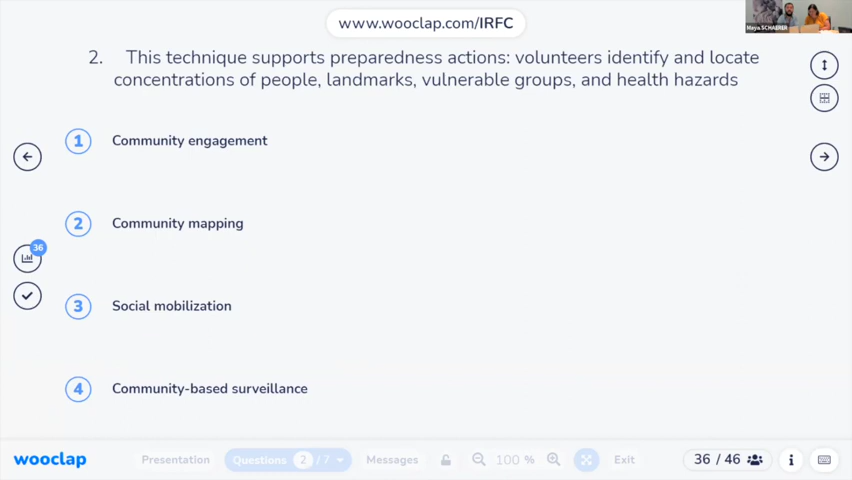 www.wooclap.com/IRFC
Maya SCHAERER
2. This technique supports preparedness actions: volunteers identify and locate
concentrations of people, landmarks, vulnerable groups, and health hazards
1 Community engagement
2 Community mapping
36
3 Social mobilization
4 Community-based surveillance
wooclap Presentation Questions 2 / 7 Messages 100 % Exit 36 / 46